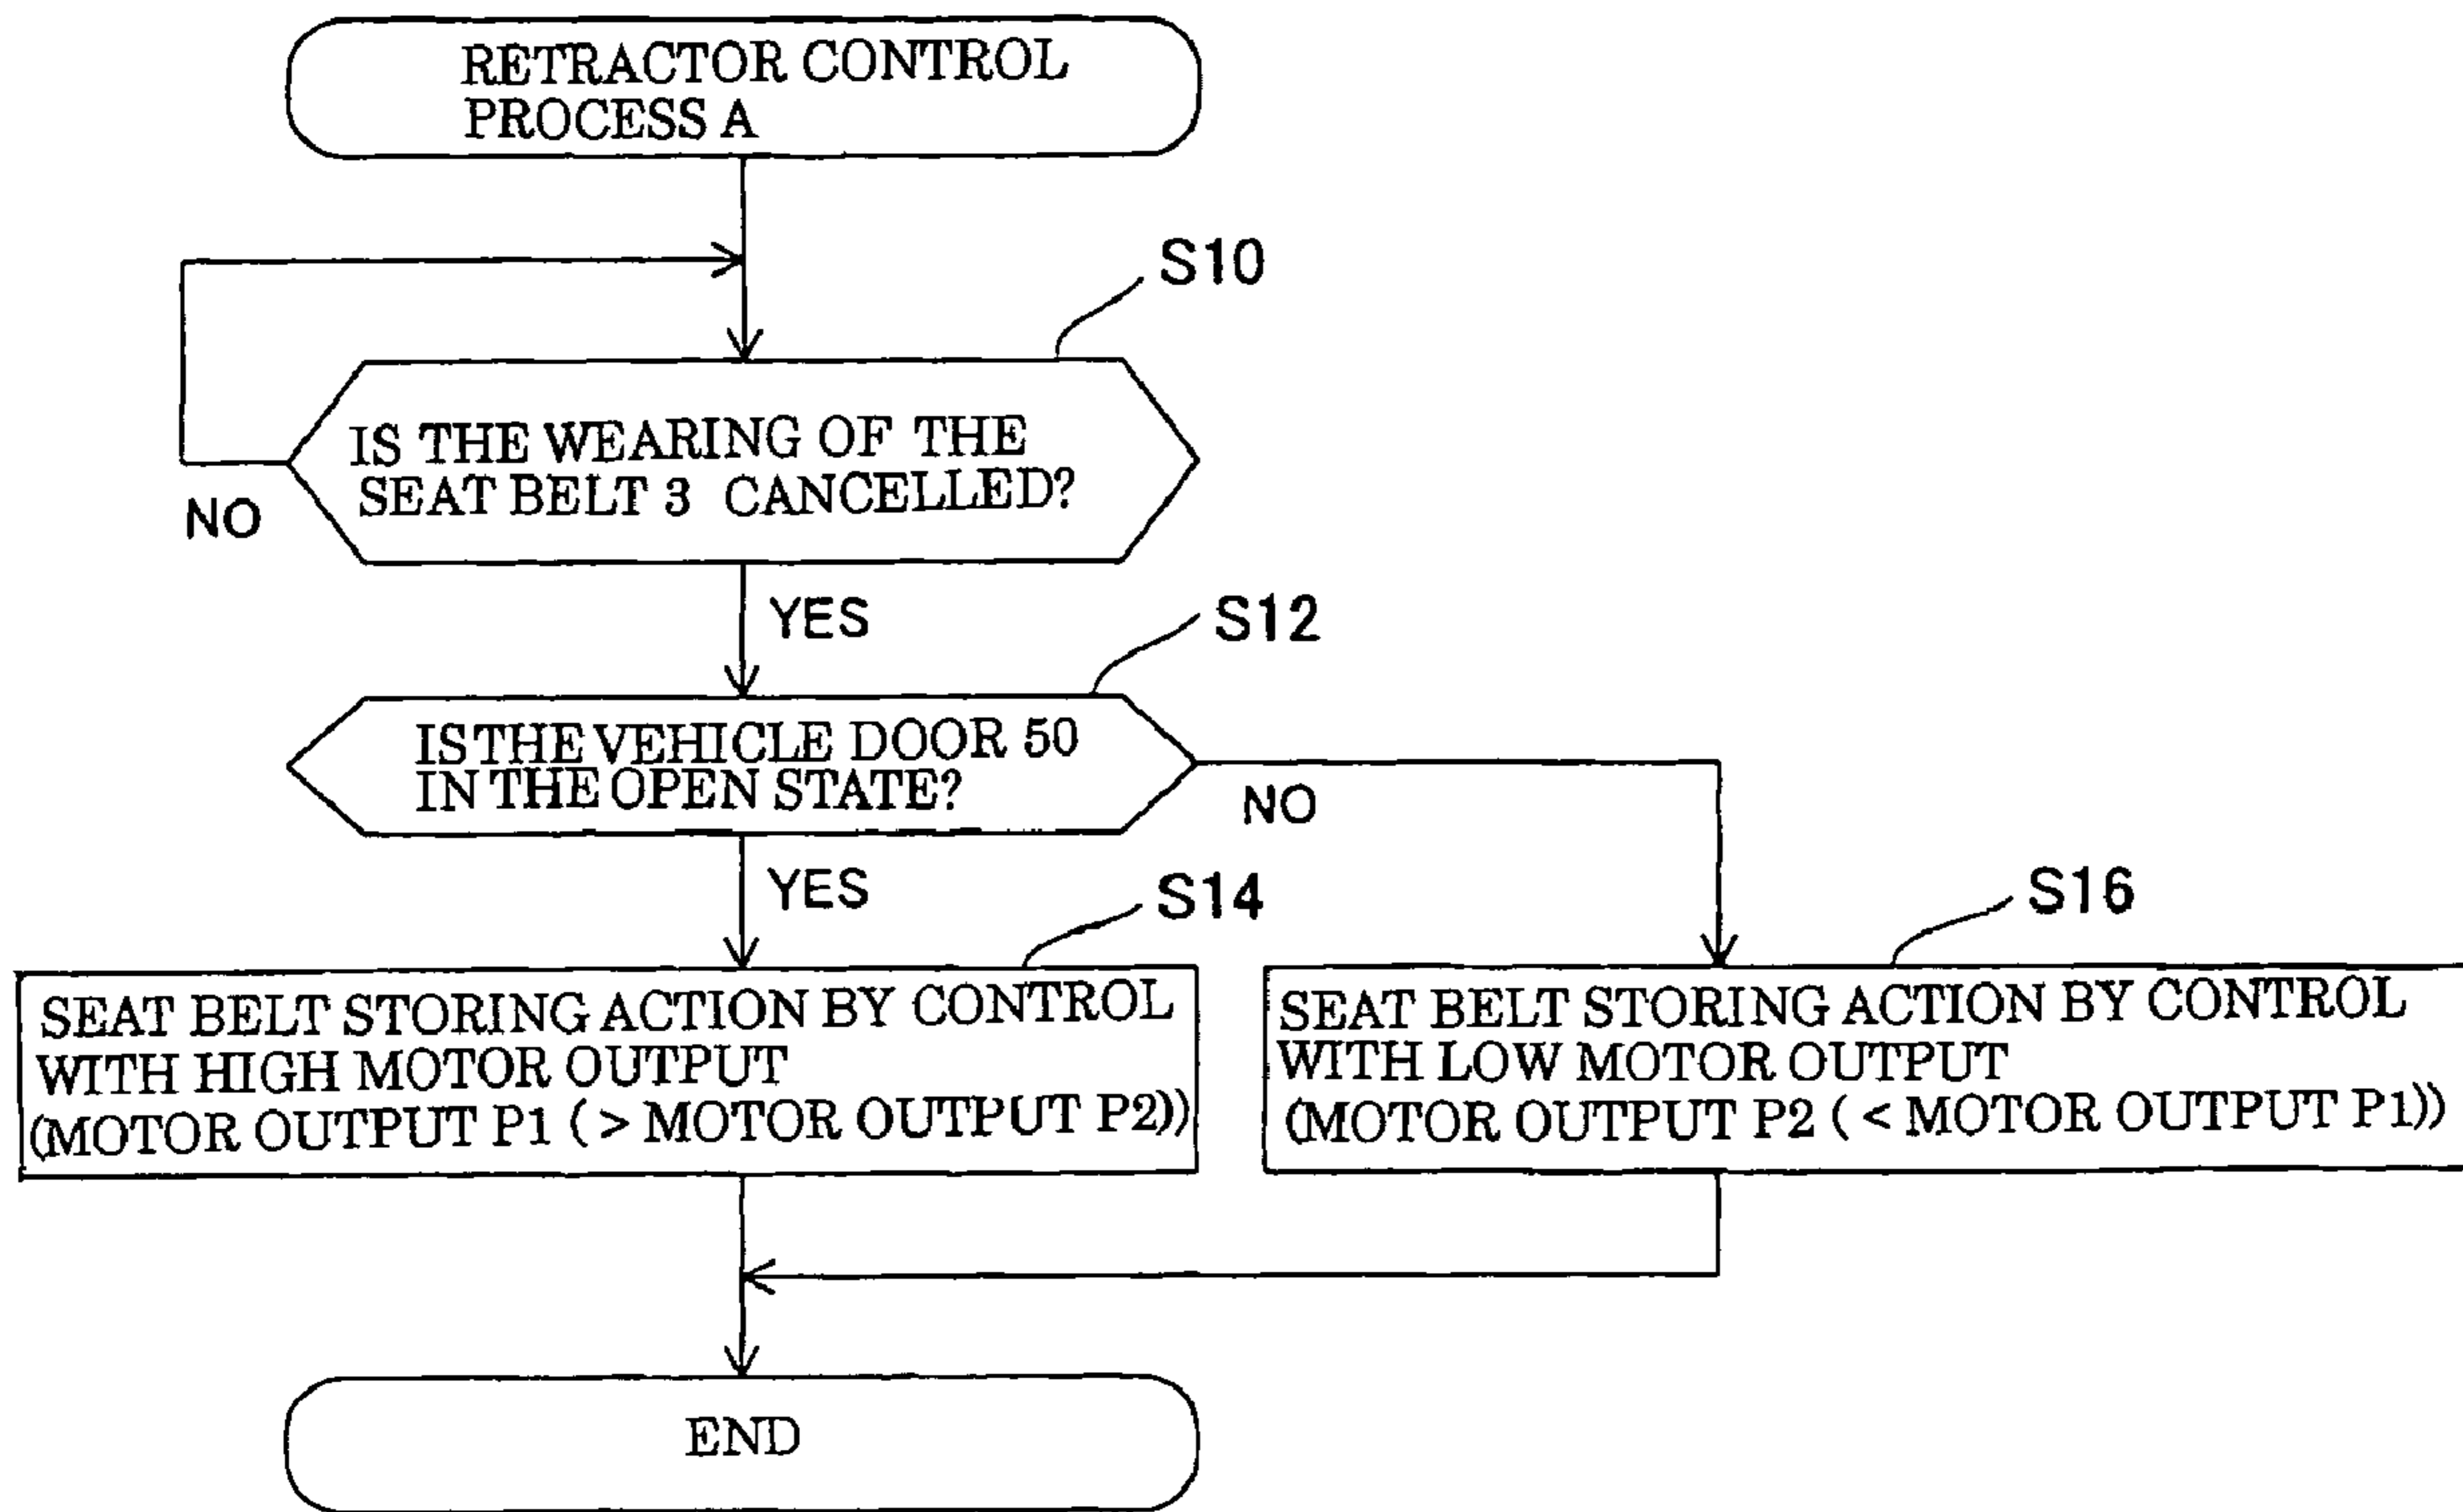 RETRACTOR CONTROL
PROCESS A
S10
IS THE WEARING OF THE
SEAT BELT 3 CANCELLED?
NO
YES
S12
IS THE VEHICLE DOOR 50
IN THE OPEN STATE?
NO
YES
S14
S16
SEAT BELT STORING ACTION BY CONTROL
WITH HIGH MOTOR OUTPUT
(MOTOR OUTPUT P1 (> MOTOR OUTPUT P2))
SEAT BELT STORING ACTION BY CONTROL
WITH LOW MOTOR OUTPUT
(MOTOR OUTPUT P2 (< MOTOR OUTPUT P1))
END